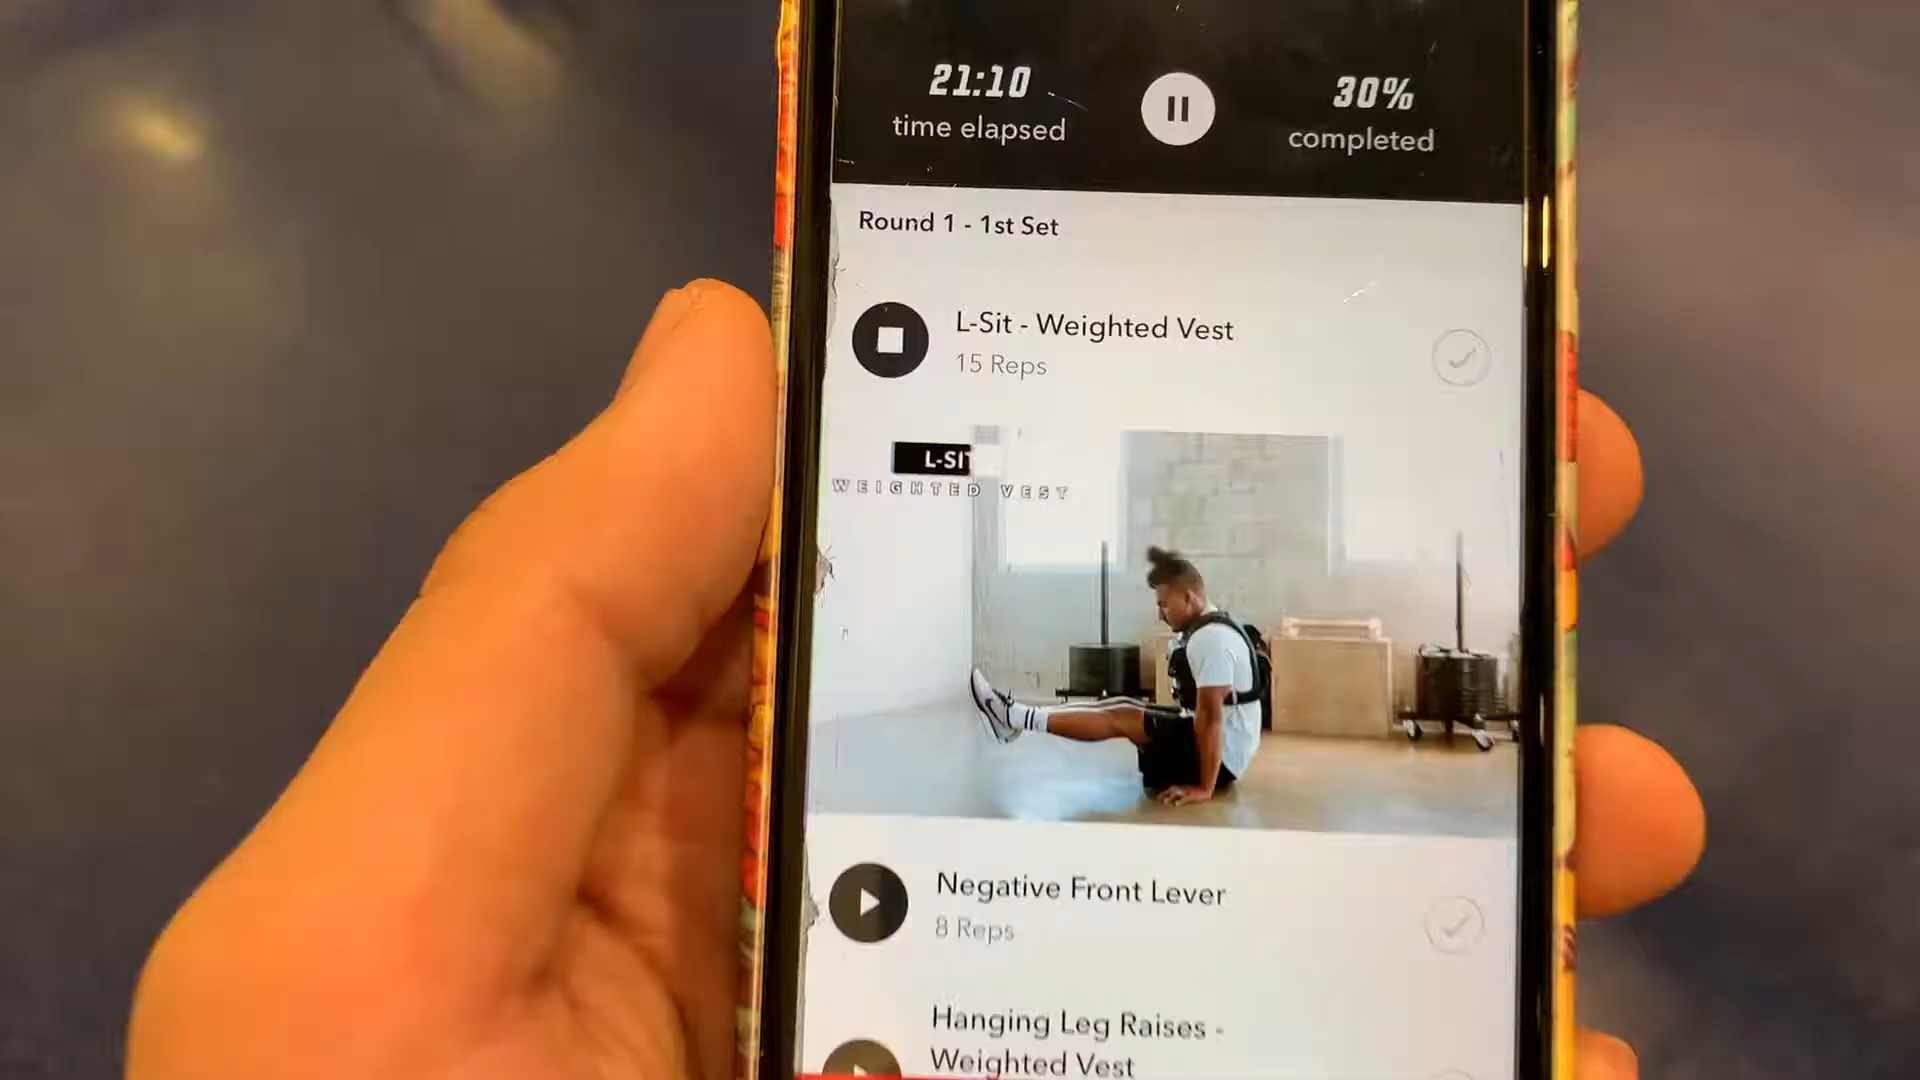 21:10
time elapsed
30%
completed
Round 1 - 1st Set
L-Sit - Weighted Vest
15 Reps
L-SIT
WEIGHTED VEST
Negative Front Lever
8 Reps
Hanging Leg Raises -
Weighted Vest